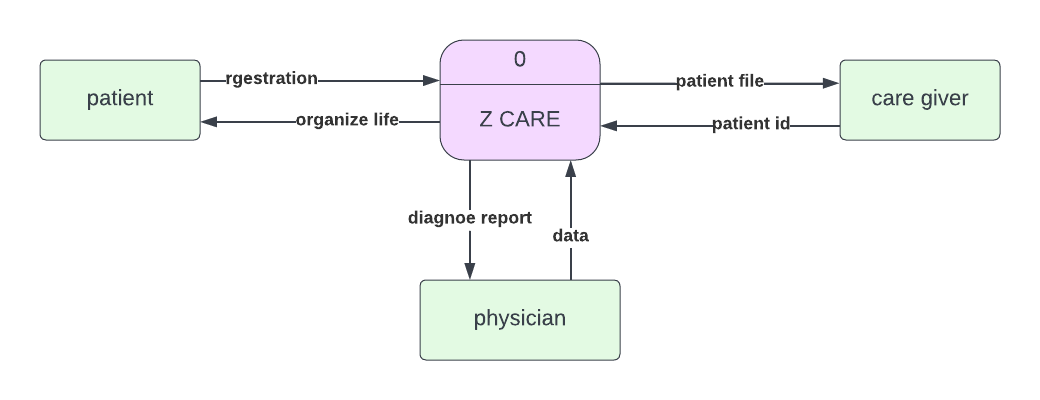 0
rgestration
patient file
patient
Z CARE
care giver
organize life
patient id
diagnoe report
data
physician